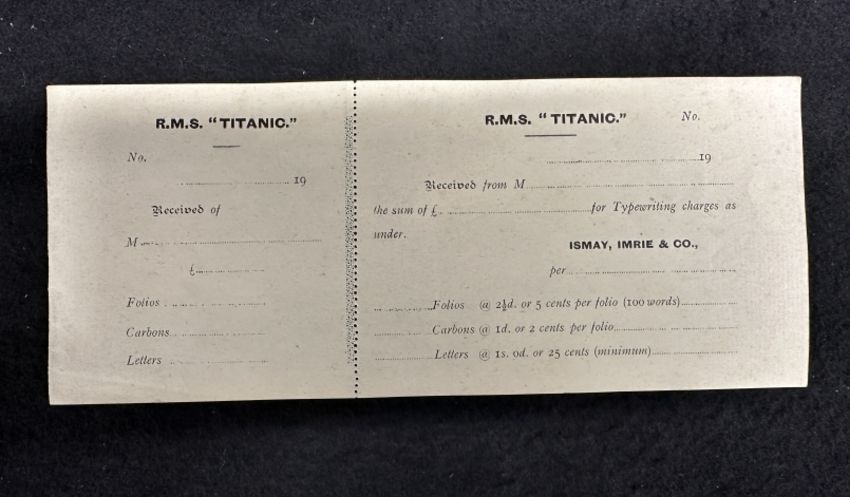 R.M.S. "TITANIC."
No.
19
Received of
M
£
Folios
Carbons
Letters
R.M.S. "TITANIC." No.
19
Received from M
the sum of £ for Typewriting charges as
under.
ISMAY, IMRIE & CO.,
per
Folios @ 2½d. or 5 cents per folio (100 words)
Carbons @ 1d. or 2 cents per folio
Letters @ 1s. 0d. or 25 cents (minimum)